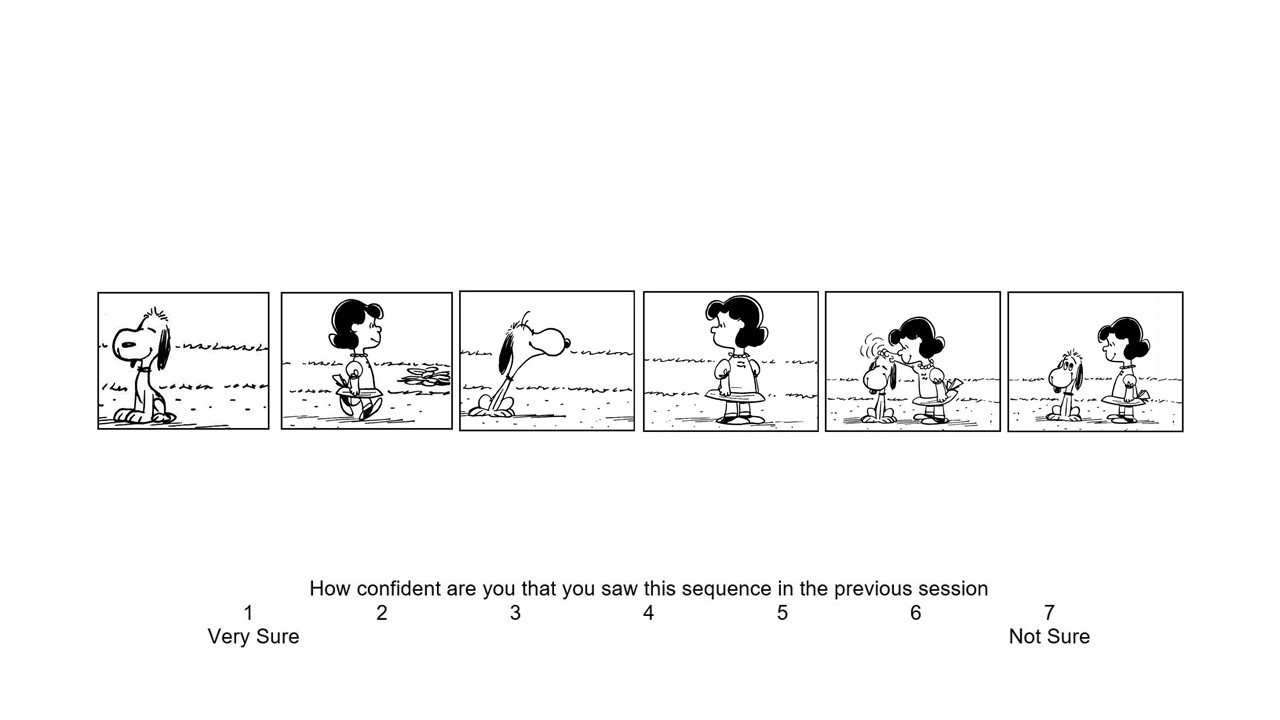 How confident are you that you saw this sequence in the previous session
1 2 3 4 5 6 7
Very Sure Not Sure